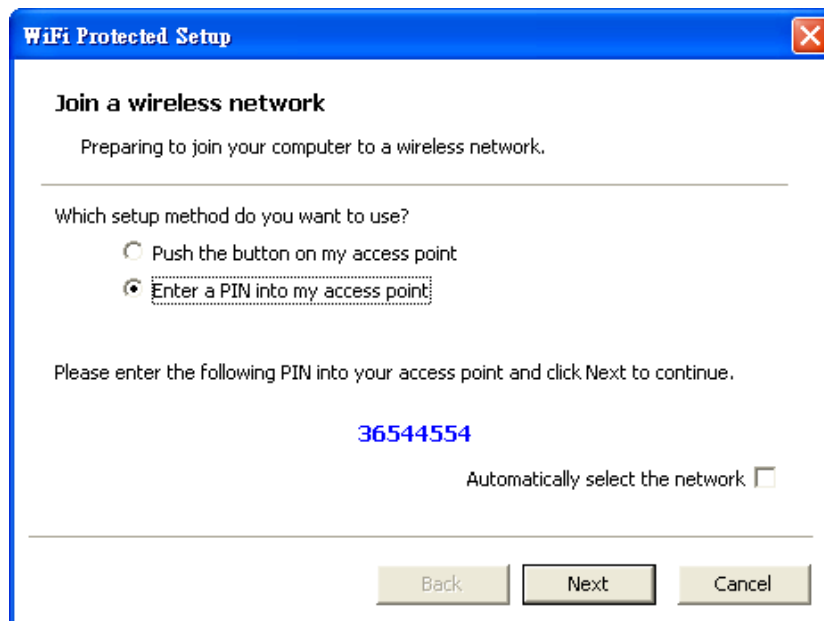 WiFi Protected Setup
Join a wireless network
Preparing to join your computer to a wireless network.
Which setup method do you want to use?
Push the button on my access point
Enter a PIN into my access point
Please enter the following PIN into your access point and click Next to continue.
36544554
Automatically select the network
Back Next Cancel